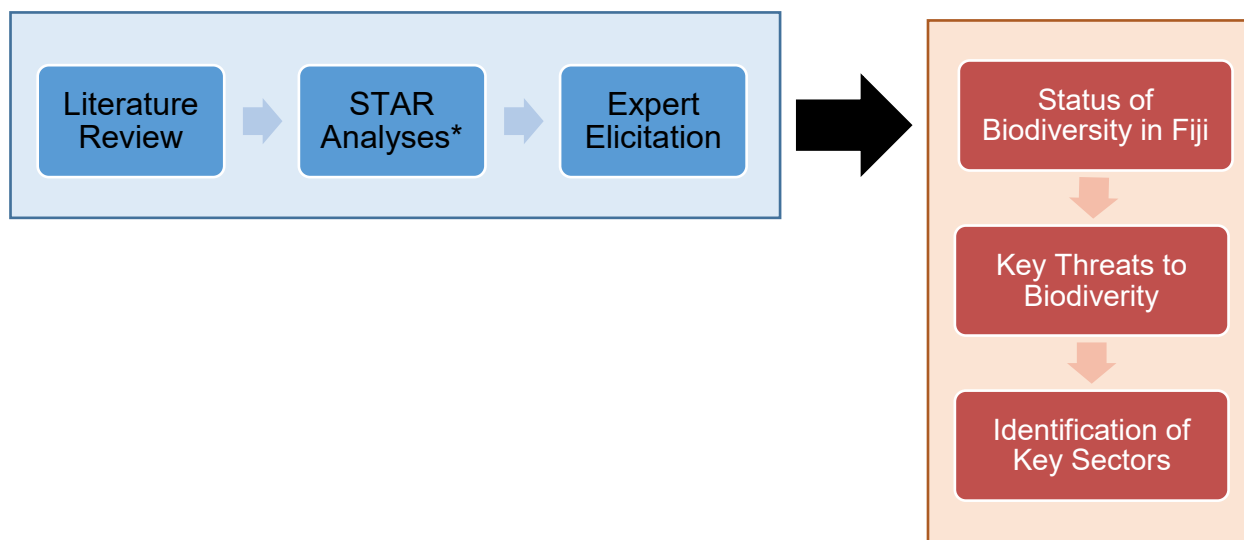 Literature
Review
STAR
Analyses*
Expert
Elicitation
Status of
Biodiversity in Fiji
Key Threats to
Biodiverity
Identification of
Key Sectors